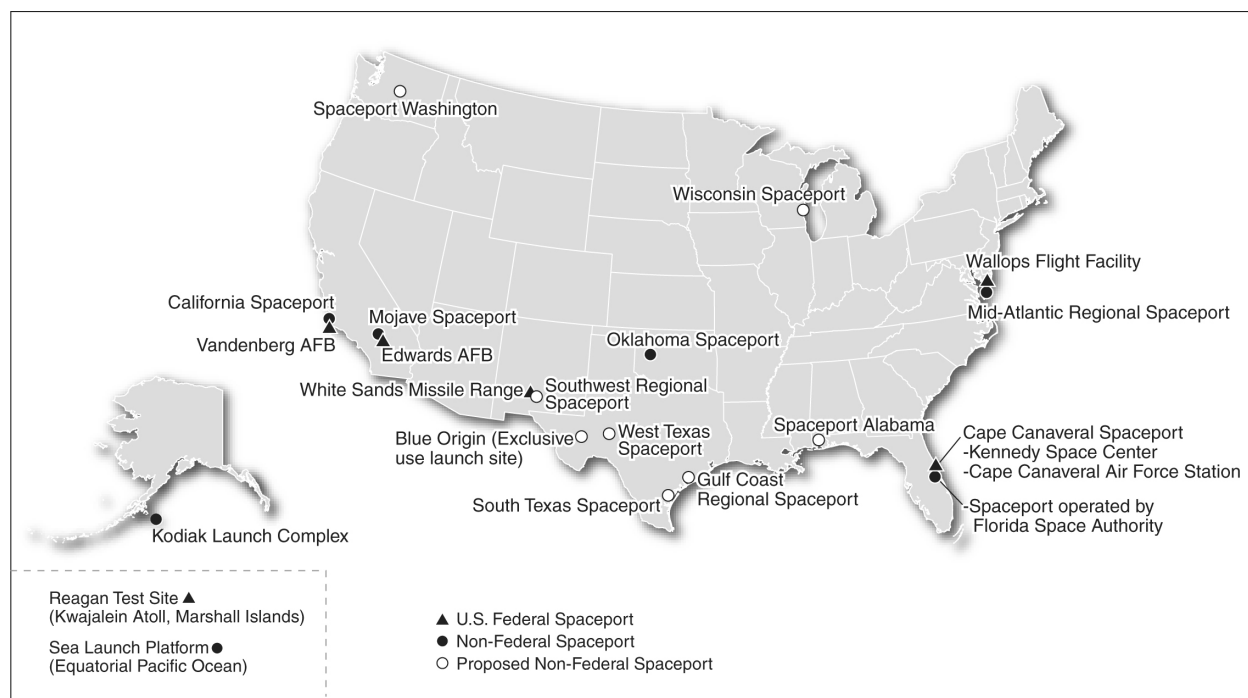 Spaceport Washington
Wisconsin Spaceport
Wallops Flight Facility
Mid-Atlantic Regional Spaceport
California Spaceport
Vandenberg AFB
Mojave Spaceport
Edwards AFB
Oklahoma Spaceport
White Sands Missile Range
Southwest Regional
Spaceport
Blue Origin (Exclusive
use launch site)
West Texas
Spaceport
Spaceport Alabama
Cape Canaveral Spaceport
-Kennedy Space Center
-Cape Canaveral Air Force Station
Gulf Coast
Regional Spaceport
South Texas Spaceport
-Spaceport operated by
Florida Space Authority
Kodiak Launch Complex
Reagan Test Site
(Kwajalein Atoll, Marshall Islands)
Sea Launch Platform
(Equatorial Pacific Ocean)
U.S. Federal Spaceport
Non-Federal Spaceport
Proposed Non-Federal Spaceport